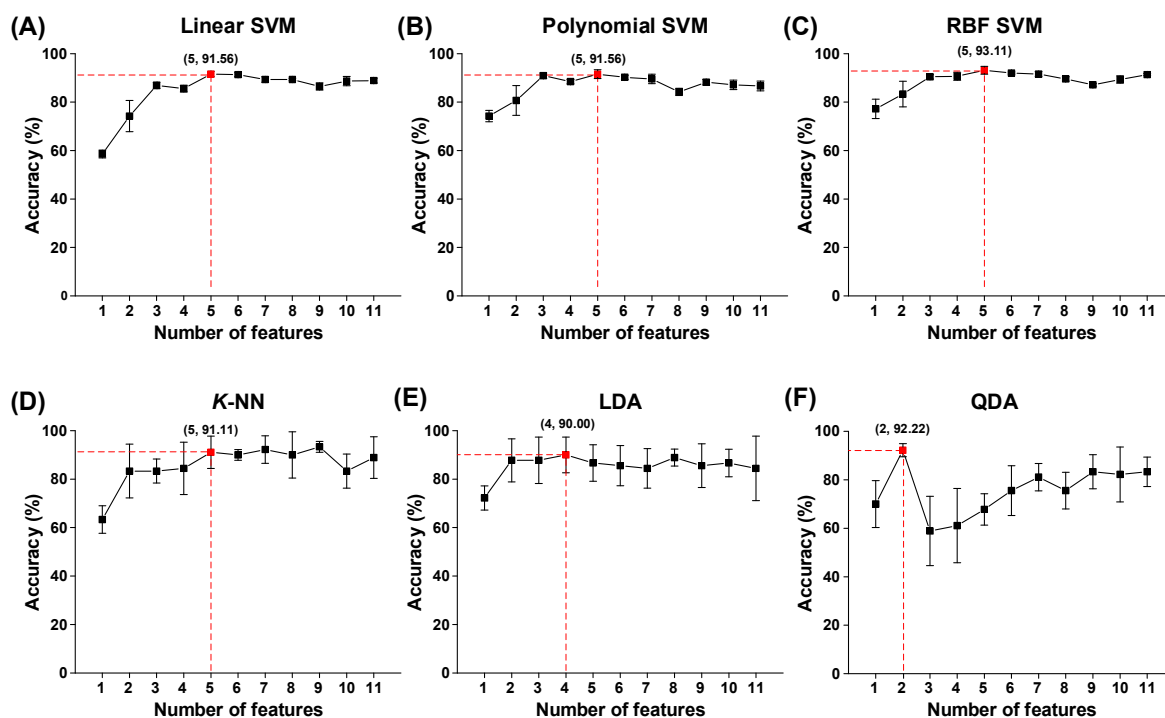 (A) Linear SVM
(5, 91.56)
Accuracy (%)
100
80
60
40
20
0
1 2 3 4 5 6 7 8 9 10 11
Number of features
(B) Polynomial SVM
(5, 91.56)
Accuracy (%)
100
80
60
40
20
0
1 2 3 4 5 6 7 8 9 10 11
Number of features
(C) RBF SVM
(5, 93.11)
Accuracy (%)
100
80
60
40
20
0
1 2 3 4 5 6 7 8 9 10 11
Number of features
(D) K-NN
(5, 91.11)
Accuracy (%)
100
80
60
40
20
0
1 2 3 4 5 6 7 8 9 10 11
Number of features
(E) LDA
(4, 90.00)
Accuracy (%)
100
80
60
40
20
0
1 2 3 4 5 6 7 8 9 10 11
Number of features
(F) QDA
(2, 92.22)
Accuracy (%)
100
80
60
40
20
0
1 2 3 4 5 6 7 8 9 10 11
Number of features